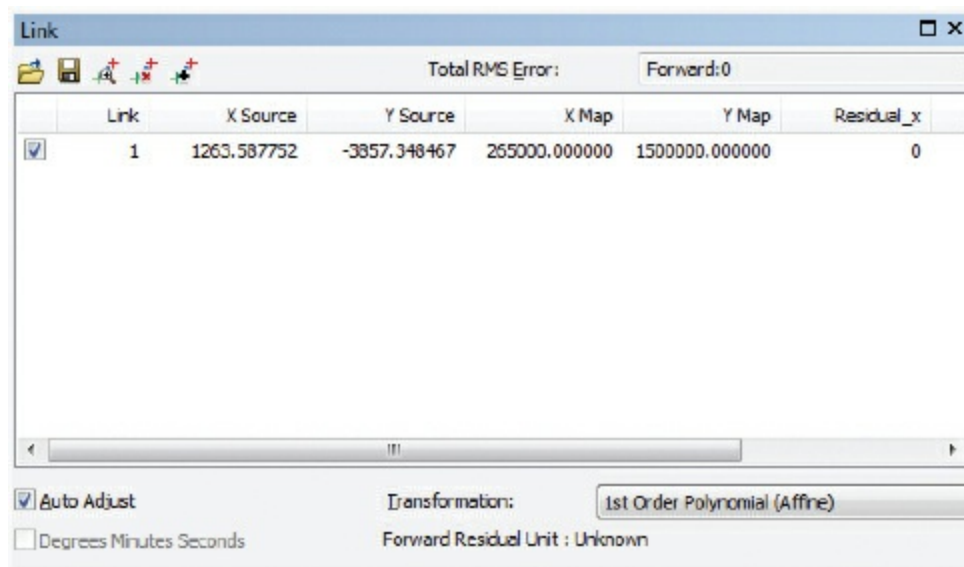 Link
Total RMS Error: Forward:0
Link X Source Y Source X Map Y Map Residual_x
1 1263.587752 -3857.348467 265000.000000 1500000.000000 0
Auto Adjust Transformation: 1st Order Polynomial (Affine)
Degrees Minutes Seconds Forward Residual Unit : Unknown